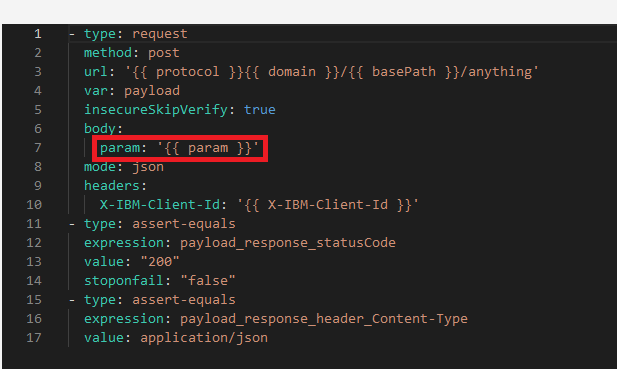 1 - type: request
2 method: post
3 url: '{{ protocol }}{{ domain }}/{{ basePath }}/anything'
4 var: payload
5 insecureSkipVerify: true
6 body:
7 param: '{{ param }}'
8 mode: json
9 headers:
10 X-IBM-Client-Id: '{{ X-IBM-Client-Id }}'
11 - type: assert-equals
12 expression: payload_response_statusCode
13 value: "200"
14 stoponfail: "false"
15 - type: assert-equals
16 expression: payload_response_header_Content-Type
17 value: application/json